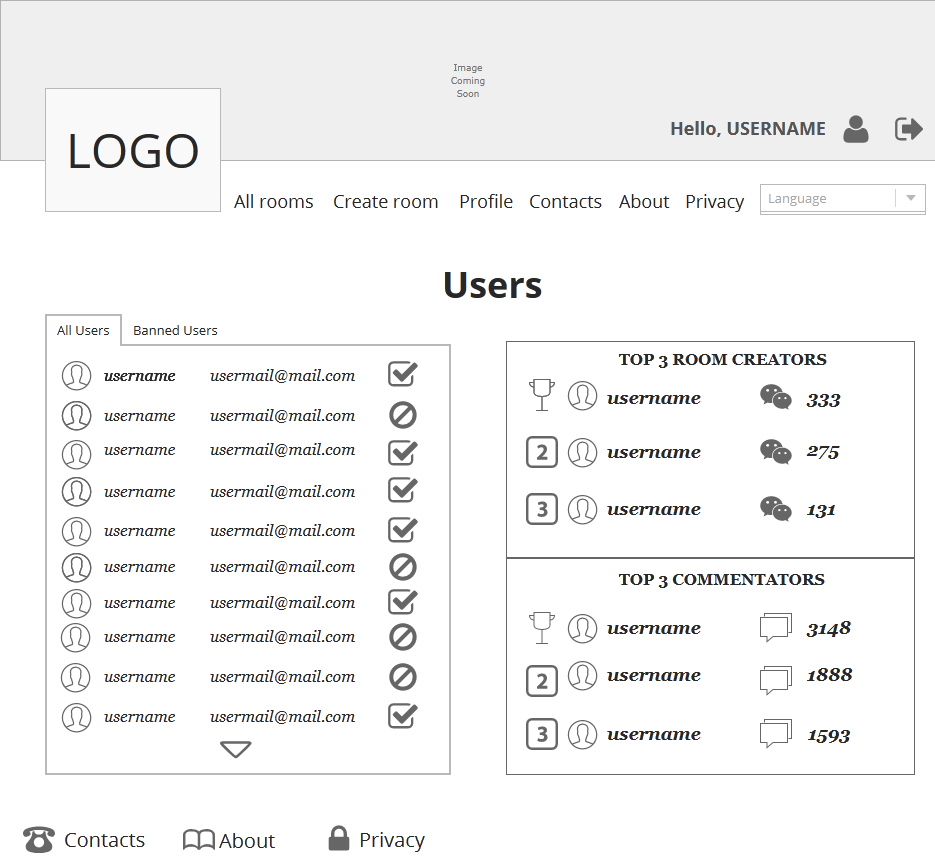 Image
Coming
Soon
Hello, USERNAME
LOGO
All rooms Create room Profile Contacts About Privacy Language
Users
All Users Banned Users
username usermail@mail.com
username usermail@mail.com
username usermail@mail.com
username usermail@mail.com
username usermail@mail.com
username usermail@mail.com
username usermail@mail.com
username usermail@mail.com
username usermail@mail.com
username usermail@mail.com
TOP 3 ROOM CREATORS
username 333
2 username 275
3 username 131
TOP 3 COMMENTATORS
username 3148
2 username 1888
3 username 1593
Contacts About Privacy